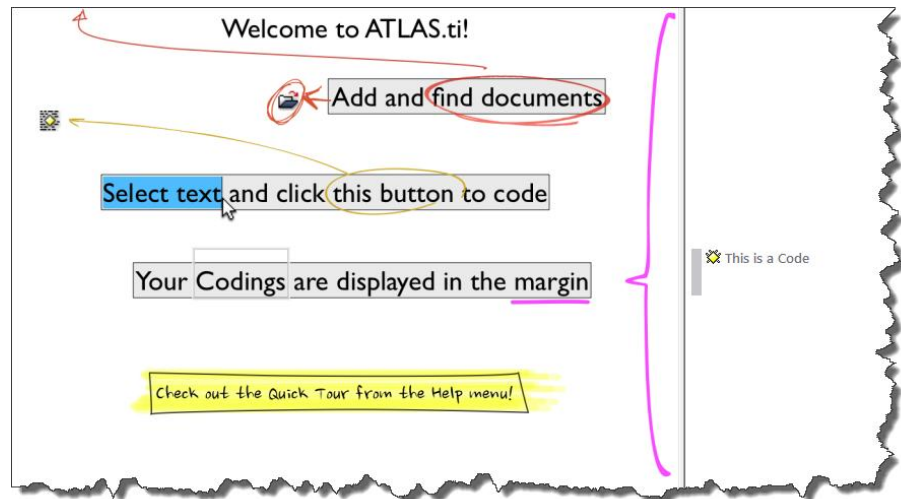 Welcome to ATLAS.ti!
Add and find documents
Select text and click this button to code
Your Codings are displayed in the margin
This is a Code
Check out the Quick Tour from the Help menu!